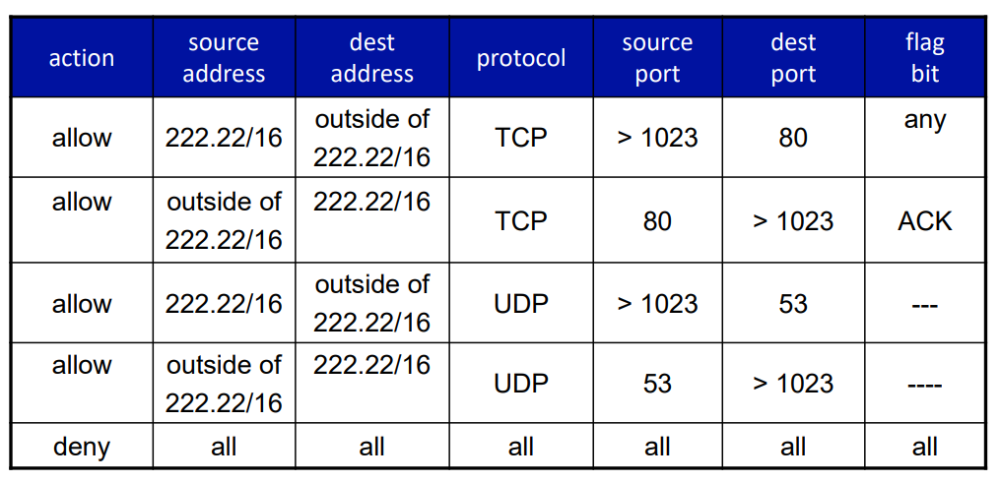 action source address dest address protocol source port dest port flag bit
allow 222.22/16 outside of 222.22/16 TCP > 1023 80 any
allow outside of 222.22/16 222.22/16 TCP 80 > 1023 ACK
allow 222.22/16 outside of 222.22/16 UDP > 1023 53 ---
allow outside of 222.22/16 222.22/16 UDP 53 > 1023 ----
deny all all all all all all